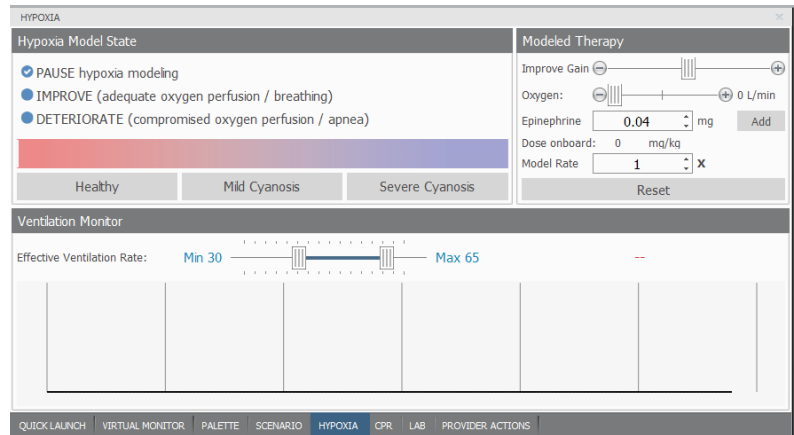 HYPOXIA
Hypoxia Model State
PAUSE hypoxia modeling
IMPROVE (adequate oxygen perfusion / breathing)
DETERIORATE (compromised oxygen perfusion / apnea)
Healthy Mild Cyanosis Severe Cyanosis
Modeled Therapy
Improve Gain
Oxygen: 0 L/min
Epinephrine 0.04 mg Add
Dose onboard: 0 mg/kg
Model Rate 1 X
Reset
Ventilation Monitor
Effective Ventilation Rate: Min 30 Max 65 --
QUICK LAUNCH VIRTUAL MONITOR PALETTE SCENARIO HYPOXIA CPR LAB PROVIDER ACTIONS